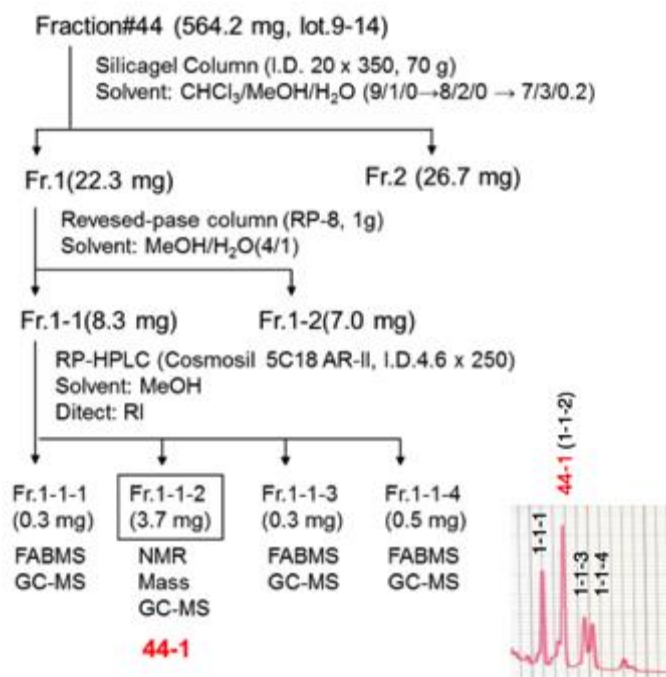 Fraction#44 (564.2 mg, lot.9-14)
Silicagel Column (I.D. 20 x 350, 70 g)
Solvent: CHCl₃/MeOH/H₂O (9/1/0→8/2/0 → 7/3/0.2)
Fr.1(22.3 mg)
Fr.2 (26.7 mg)
Revesed-pase column (RP-8, 1g)
Solvent: MeOH/H₂O(4/1)
Fr.1-1(8.3 mg)
Fr.1-2(7.0 mg)
RP-HPLC (Cosmosil 5C18 AR-II, I.D.4.6 x 250)
Solvent: MeOH
Ditect: RI
Fr.1-1-1
(0.3 mg)
FABMS
GC-MS
Fr.1-1-2
(3.7 mg)
NMR
Mass
GC-MS
44-1
Fr.1-1-3
(0.3 mg)
FABMS
GC-MS
Fr.1-1-4
(0.5 mg)
FABMS
GC-MS
1-1-1
44-1 (1-1-2)
1-1-3
1-1-4